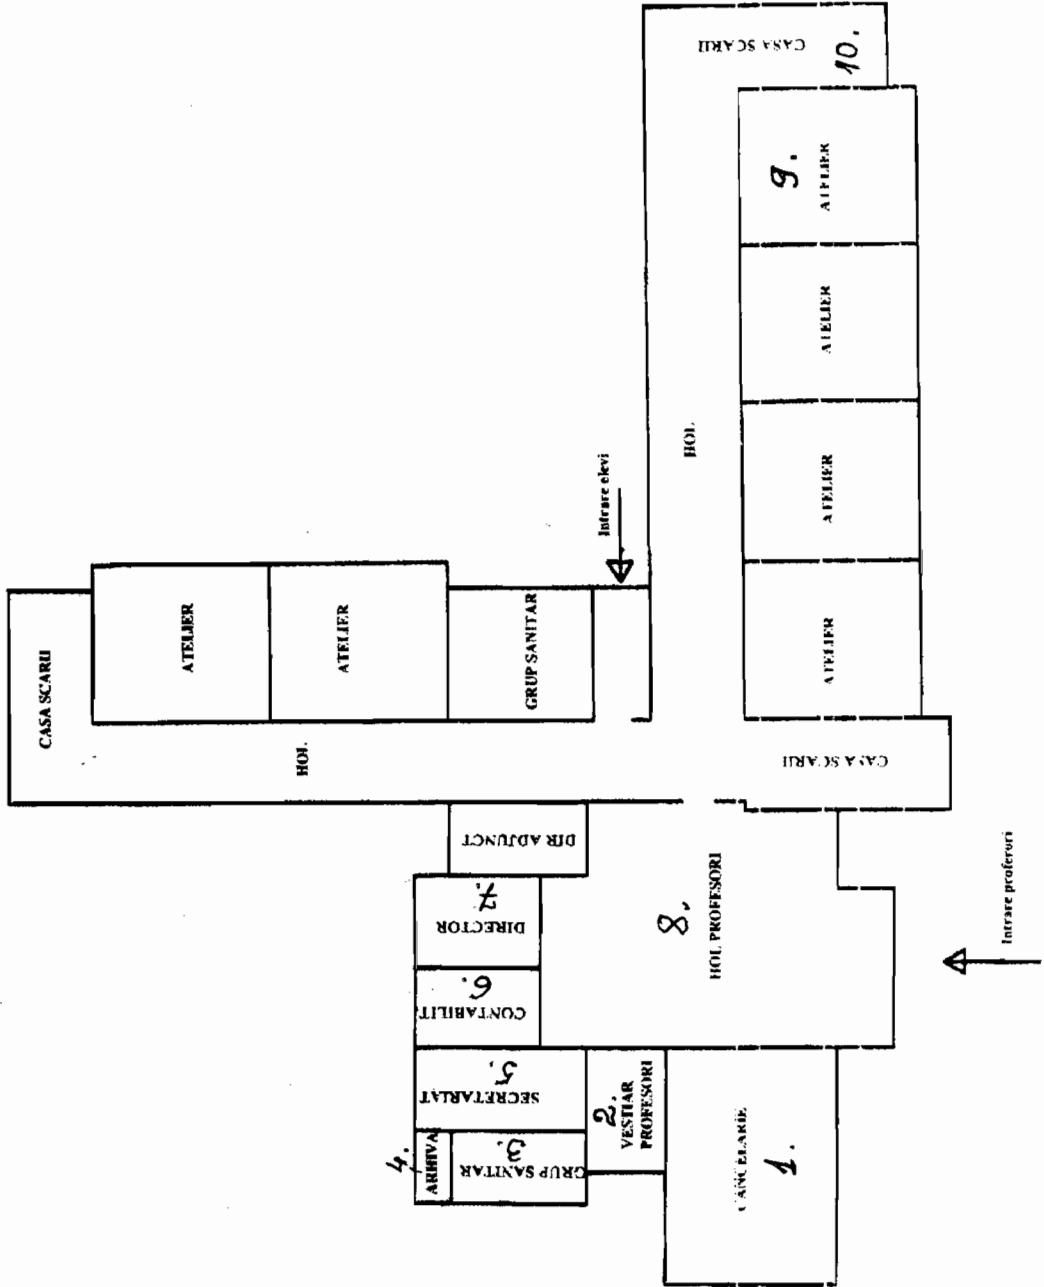 CASA SCARII
10.
9.
ATELIER
ATELIER
HOL
ATELIER
Intrare elevi
ATELIER
CASA SCARII
ATELIER
ATELIER
GRUP SANITAR
HOL
CASA SCARII
DIR ADJUNCT
7.
DIRECTOR
8.
HOL PROFESORI
Intrare proferori
6.
CONTABILIT.
5.
SECRETARIAT
2.
VESTIAR
PROFESORI
4.
ARHIVA
3.
GRUP SANITAR
CANCELARIE
1.